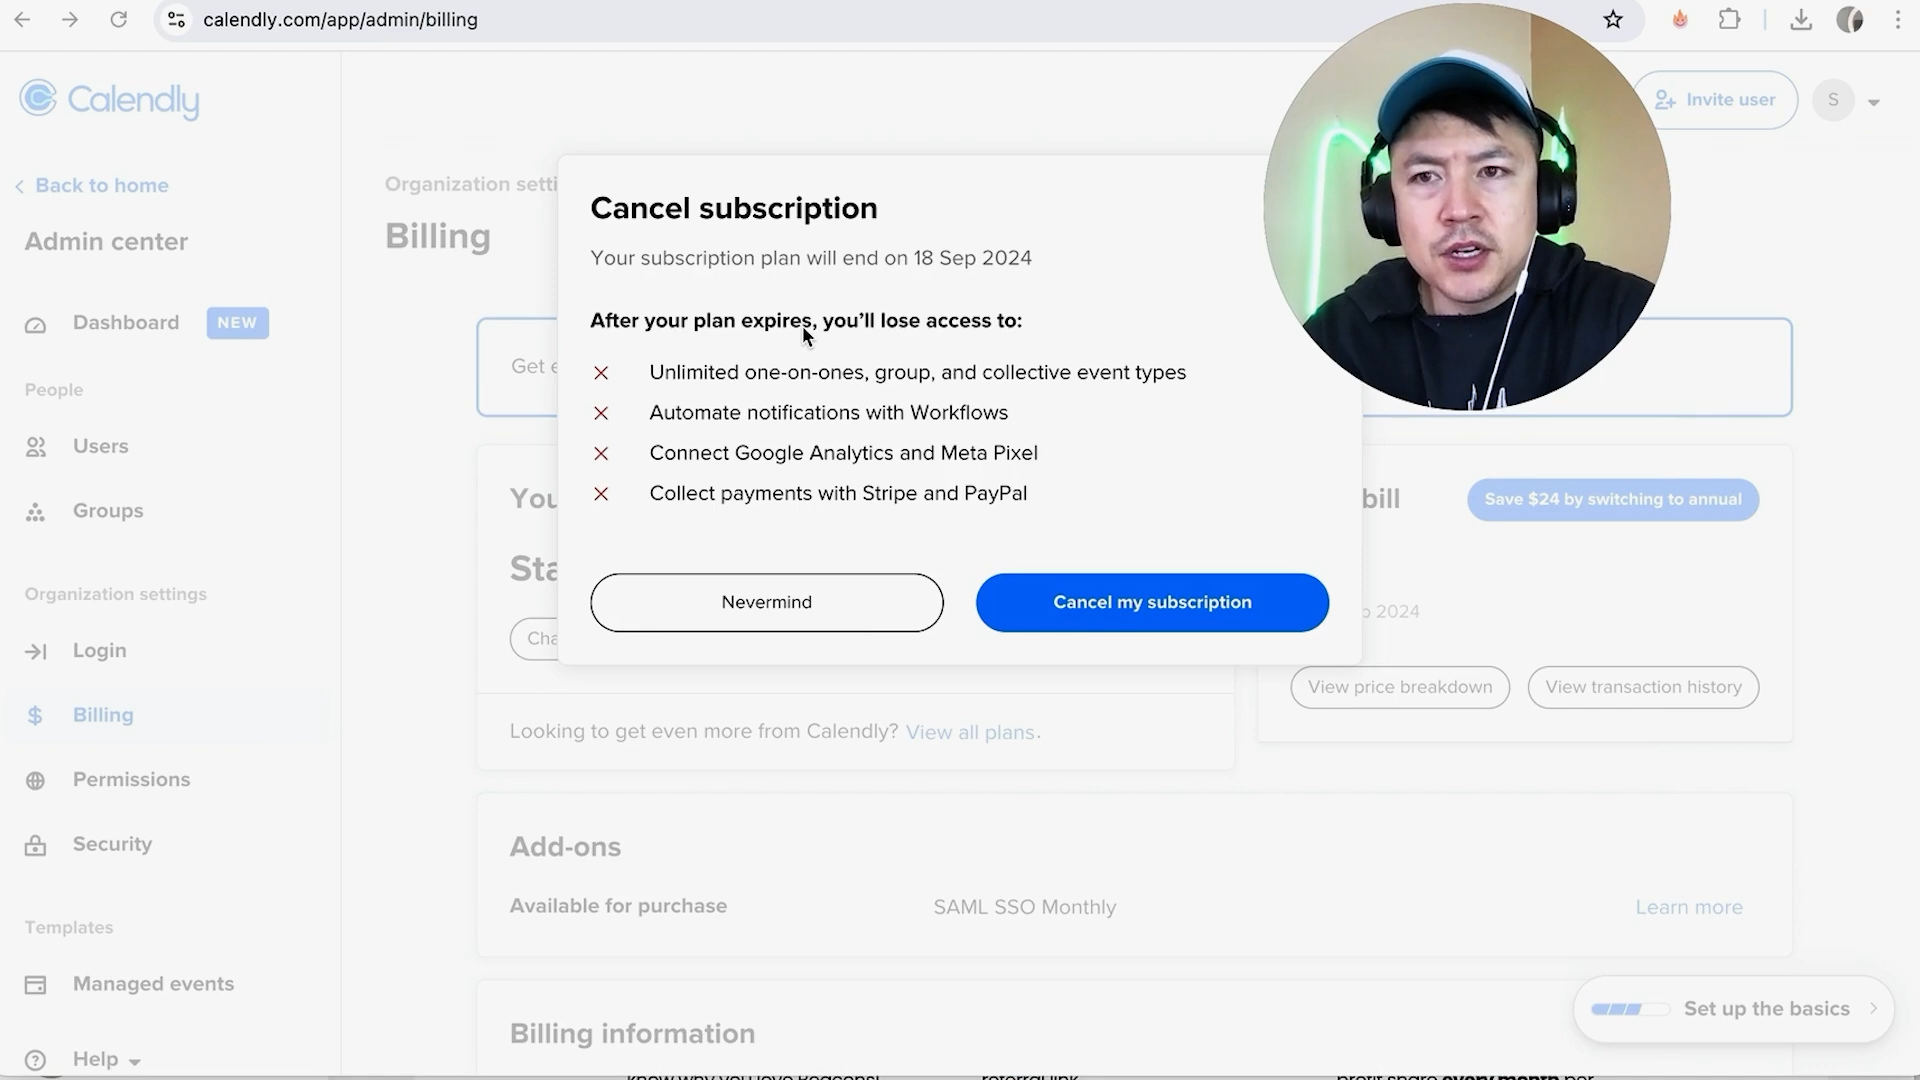 calendly.com/app/admin/billing
Calendly
Invite user
S
Back to home
Admin center
Dashboard
NEW
People
Users
Groups
Organization settings
Login
Billing
Permissions
Security
Templates
Managed events
Help
Organization setti
Billing
Cancel subscription
Your subscription plan will end on 18 Sep 2024
After your plan expires, you’ll lose access to:
Unlimited one-on-ones, group, and collective event types
Automate notifications with Workflows
Connect Google Analytics and Meta Pixel
Collect payments with Stripe and PayPal
Nevermind
Cancel my subscription
Get e
You
Sta
Cha
bill
Save $24 by switching to annual
2024
View price breakdown
View transaction history
Looking to get even more from Calendly? View all plans.
Add-ons
Available for purchase
SAML SSO Monthly
Learn more
Billing information
Set up the basics